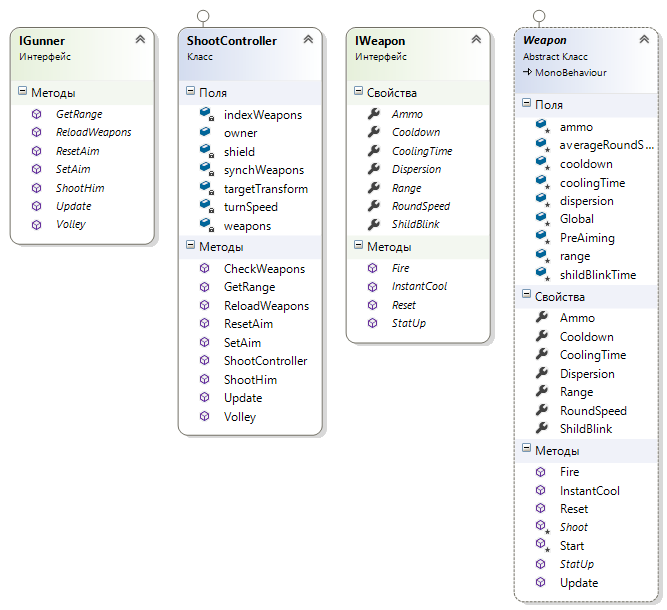 IGunner
Интерфейс
Методы
GetRange
ReloadWeapons
ResetAim
SetAim
ShootHim
Update
Volley
ShootController
Класс
Поля
indexWeapons
owner
shield
synchWeapons
targetTransform
turnSpeed
weapons
Методы
CheckWeapons
GetRange
ReloadWeapons
ResetAim
SetAim
ShootController
ShootHim
Update
Volley
IWeapon
Интерфейс
Свойства
Ammo
Cooldown
CoolingTime
Dispersion
Range
RoundSpeed
ShildBlink
Методы
Fire
InstantCool
Reset
StatUp
Weapon
Abstract Класс
MonoBehaviour
Поля
ammo
averageRoundS...
cooldown
coolingTime
dispersion
Global
PreAiming
range
shildBlinkTime
Свойства
Ammo
Cooldown
CoolingTime
Dispersion
Range
RoundSpeed
ShildBlink
Методы
Fire
InstantCool
Reset
Shoot
Start
StatUp
Update